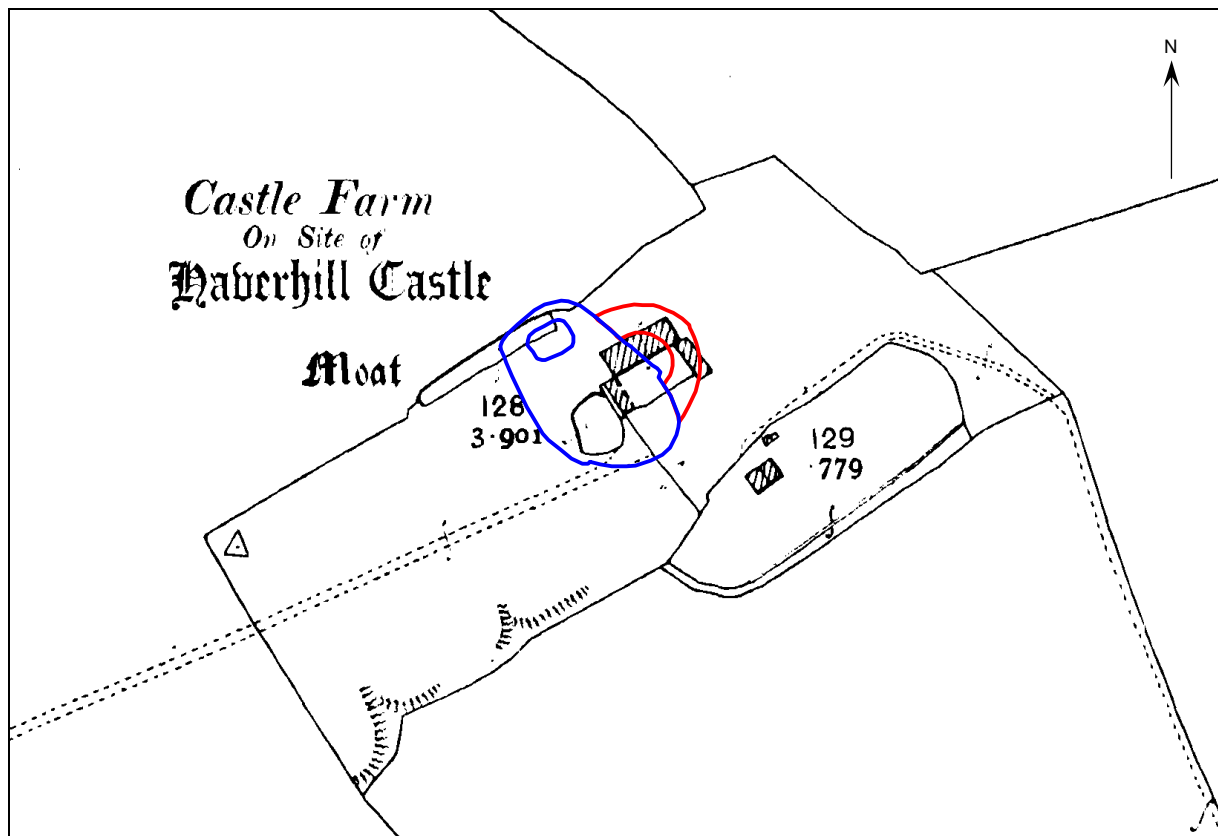 N
Castle Farm
On Site of
Haverhill Castle
Moat
128
3·901
129
·779